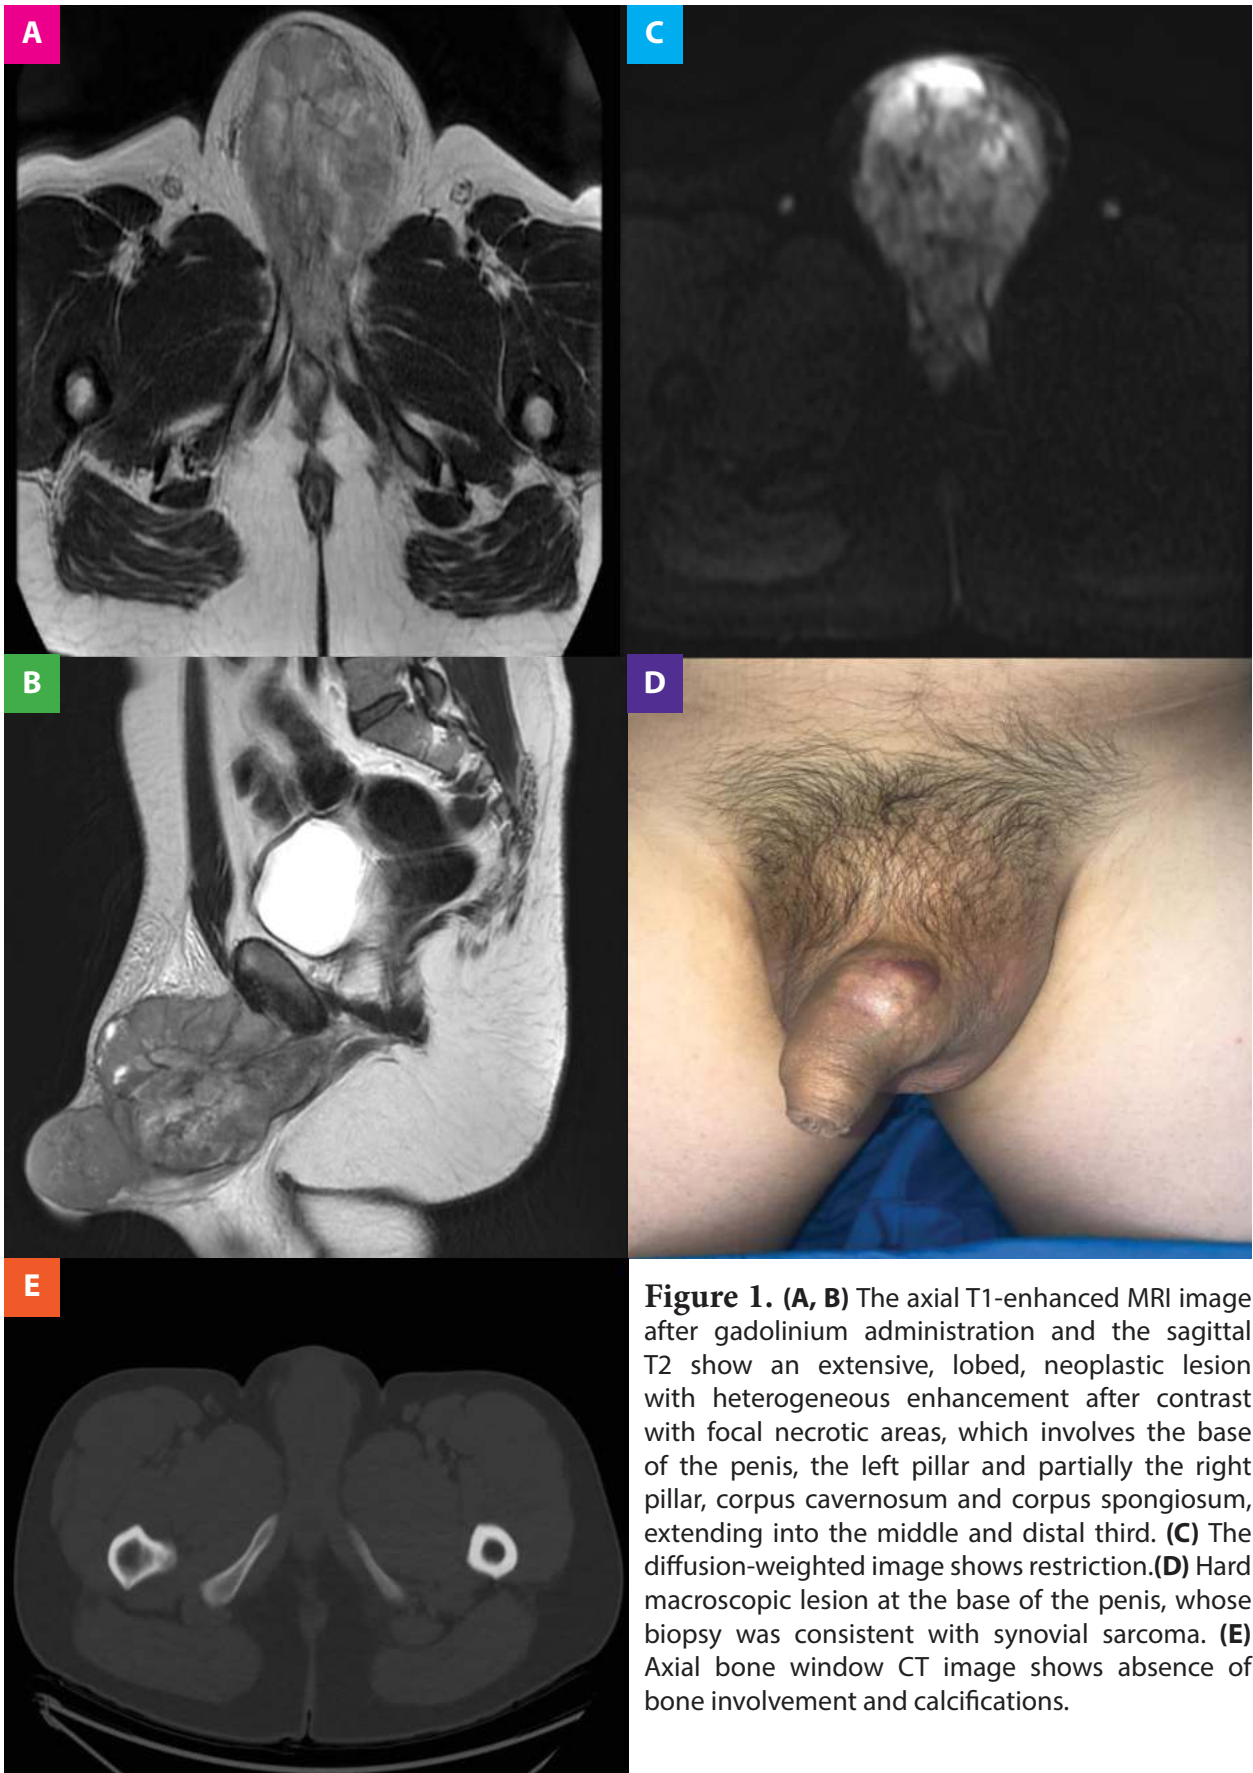 A
C
B
D
E
Figure 1. (A, B) The axial T1-enhanced MRI image
after gadolinium administration and the sagittal
T2 show an extensive, lobed, neoplastic lesion
with heterogeneous enhancement after contrast
with focal necrotic areas, which involves the base
of the penis, the left pillar and partially the right
pillar, corpus cavernosum and corpus spongiosum,
extending into the middle and distal third. (C) The
diffusion-weighted image shows restriction.(D) Hard
macroscopic lesion at the base of the penis, whose
biopsy was consistent with synovial sarcoma. (E)
Axial bone window CT image shows absence of
bone involvement and calcifications.